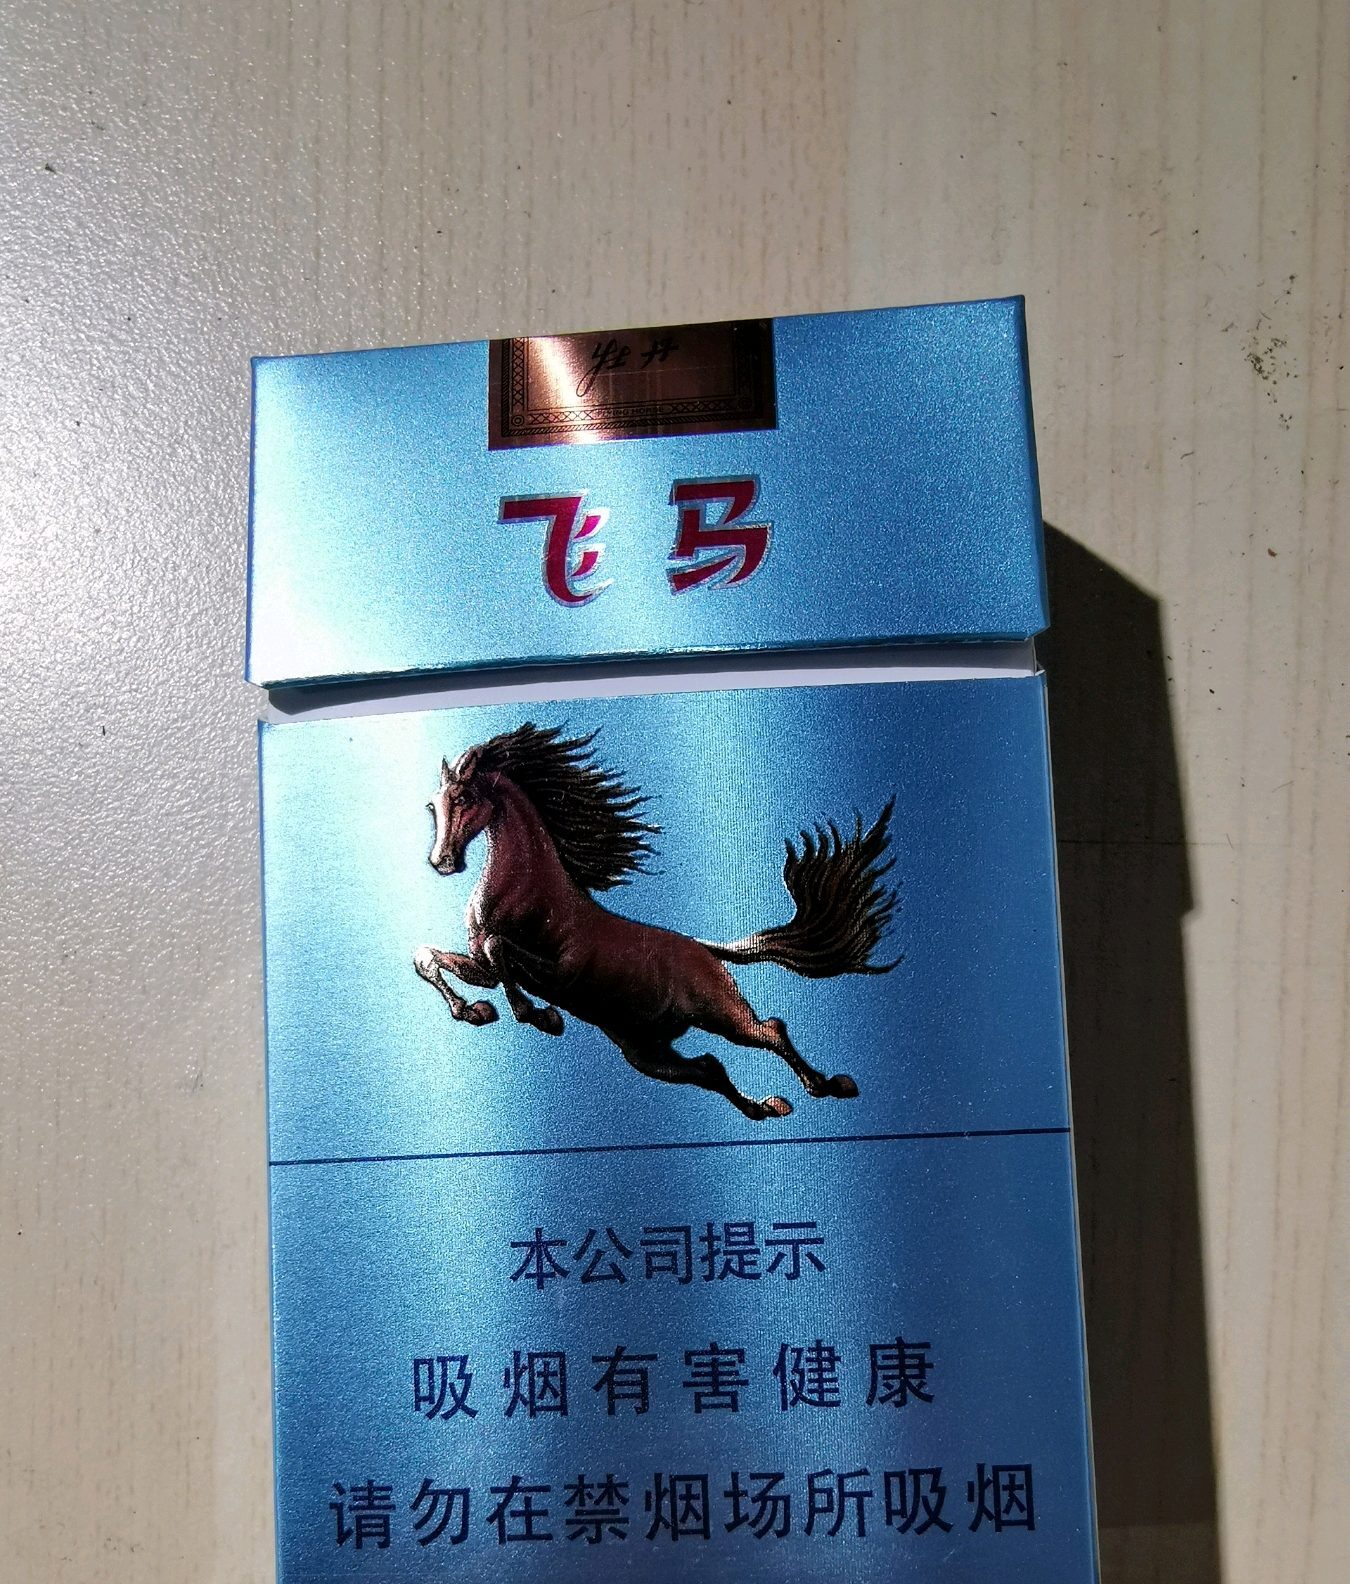 飞马
本公司提示
吸烟有害健康
请勿在禁烟场所吸烟